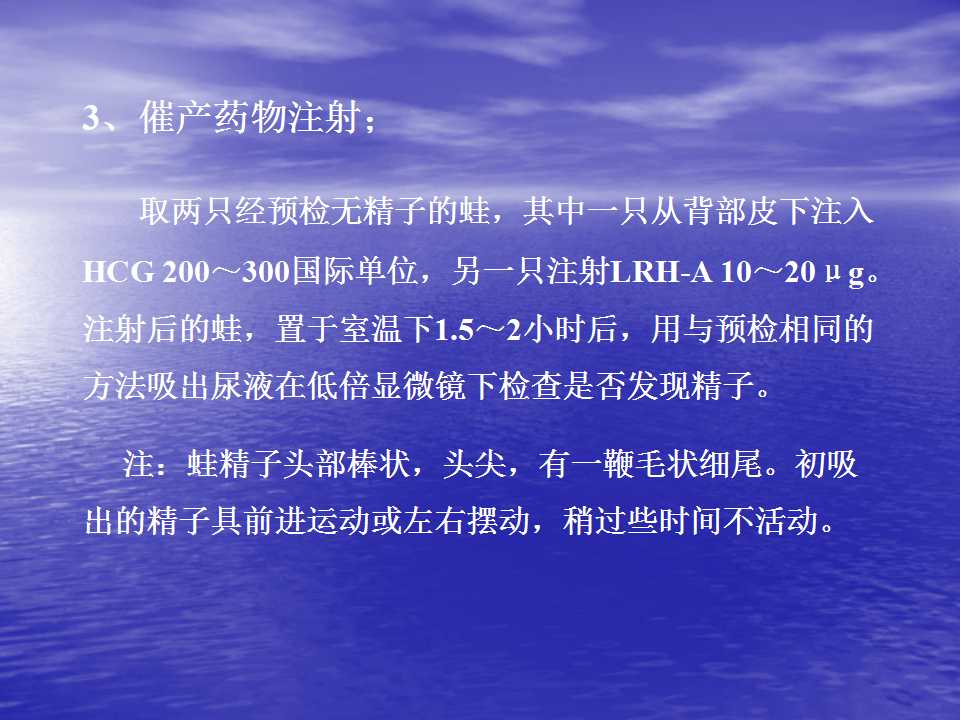 3、催产药物注射；
取两只经预检无精子的蛙，其中一只从背部皮下注入
HCG 200～300国际单位，另一只注射LRH-A 10～20μg。
注射后的蛙，置于室温下1.5～2小时后，用与预检相同的
方法吸出尿液在低倍显微镜下检查是否发现精子。
注：蛙精子头部棒状，头尖，有一鞭毛状细尾。初吸
出的精子具前进运动或左右摆动，稍过些时间不活动。